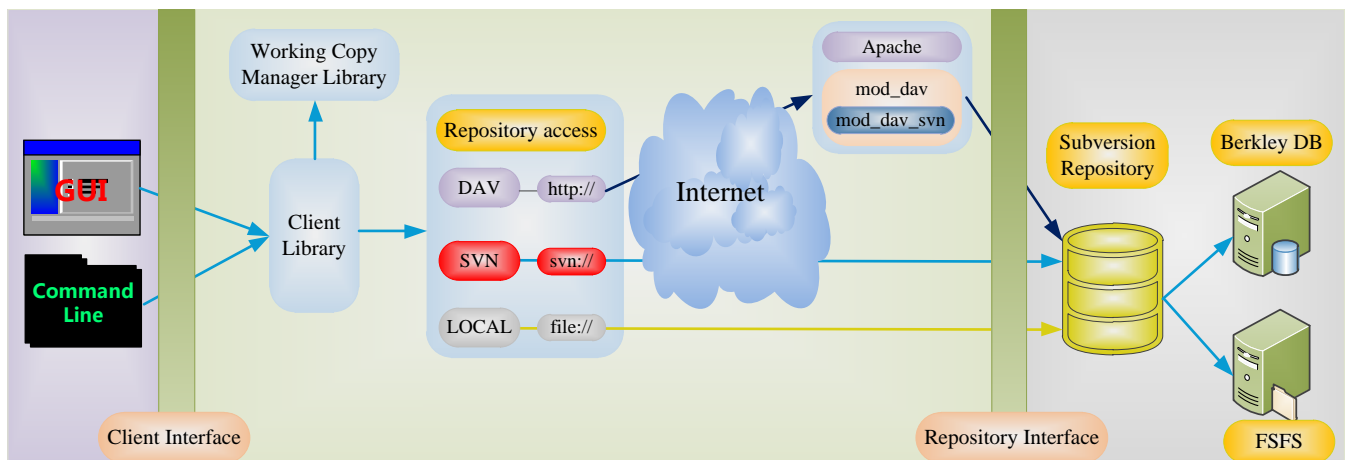 GUI
Command
Line
Client Interface
Working Copy
Manager Library
Client
Library
Repository access
DAV
http://
SVN
svn://
LOCAL
file://
Internet
Apache
mod_dav
mod_dav_svn
Repository Interface
Subversion
Repository
Berkley DB
FSFS